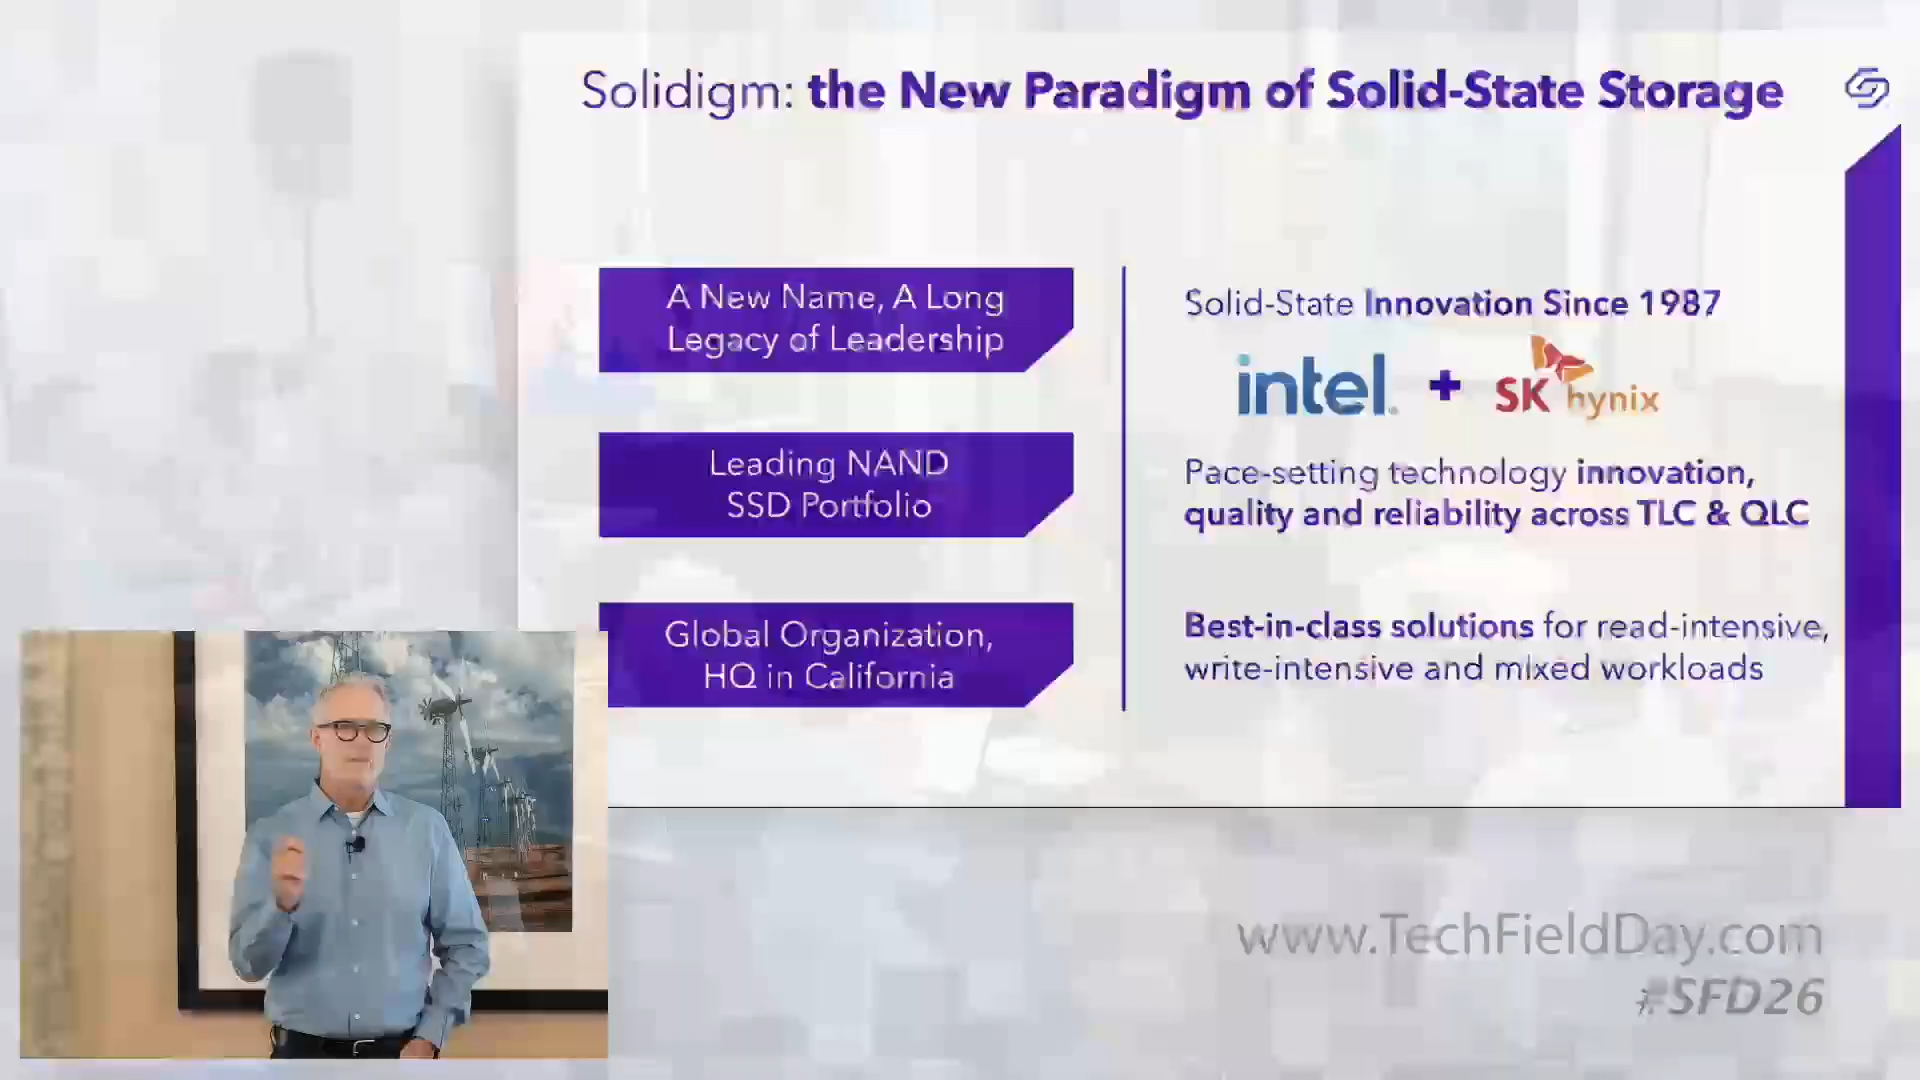 Solidigm: the New Paradigm of Solid-State Storage
A New Name, A Long
Legacy of Leadership
Solid-State Innovation Since 1987
intel + SK hynix
Leading NAND
SSD Portfolio
Pace-setting technology innovation,
quality and reliability across TLC & QLC
Global Organization,
HQ in California
Best-in-class solutions for read-intensive,
write-intensive and mixed workloads
www.TechFieldDay.com
#SFD26